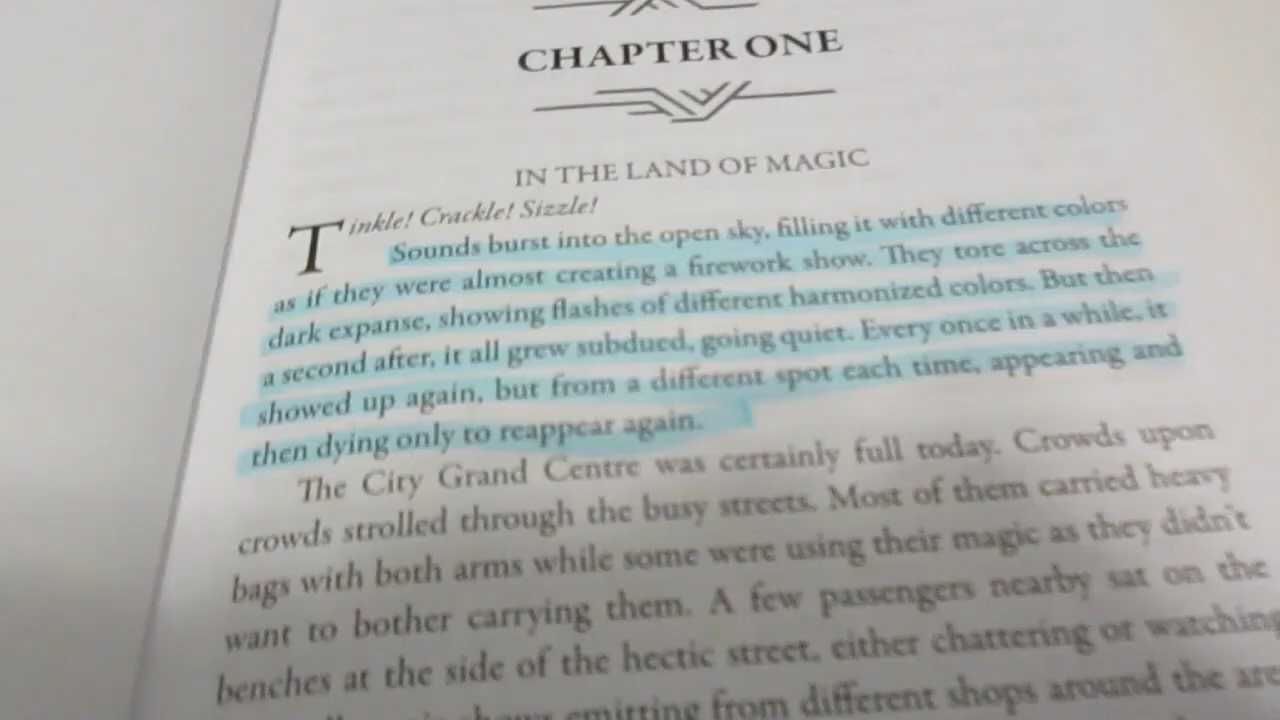 CHAPTER ONE
IN THE LAND OF MAGIC
Tinkle! Crackle! Sizzle!
Sounds burst into the open sky, filling it with different colors
as if they were almost creating a firework show. They tore across the
dark expanse, showing flashes of different harmonized colors. But then
a second after, it all grew subdued, going quiet. Every once in a while, it
showed up again, but from a different spot each time, appearing and
then dying only to reappear again.
The City Grand Centre was certainly full today. Crowds upon
crowds strolled through the busy streets. Most of them carried heavy
bags with both arms while some were using their magic as they didn't
want to bother carrying them. A few passengers nearby sat on the
benches at the side of the hectic street, either chattering or watching
emitting from different shops around the